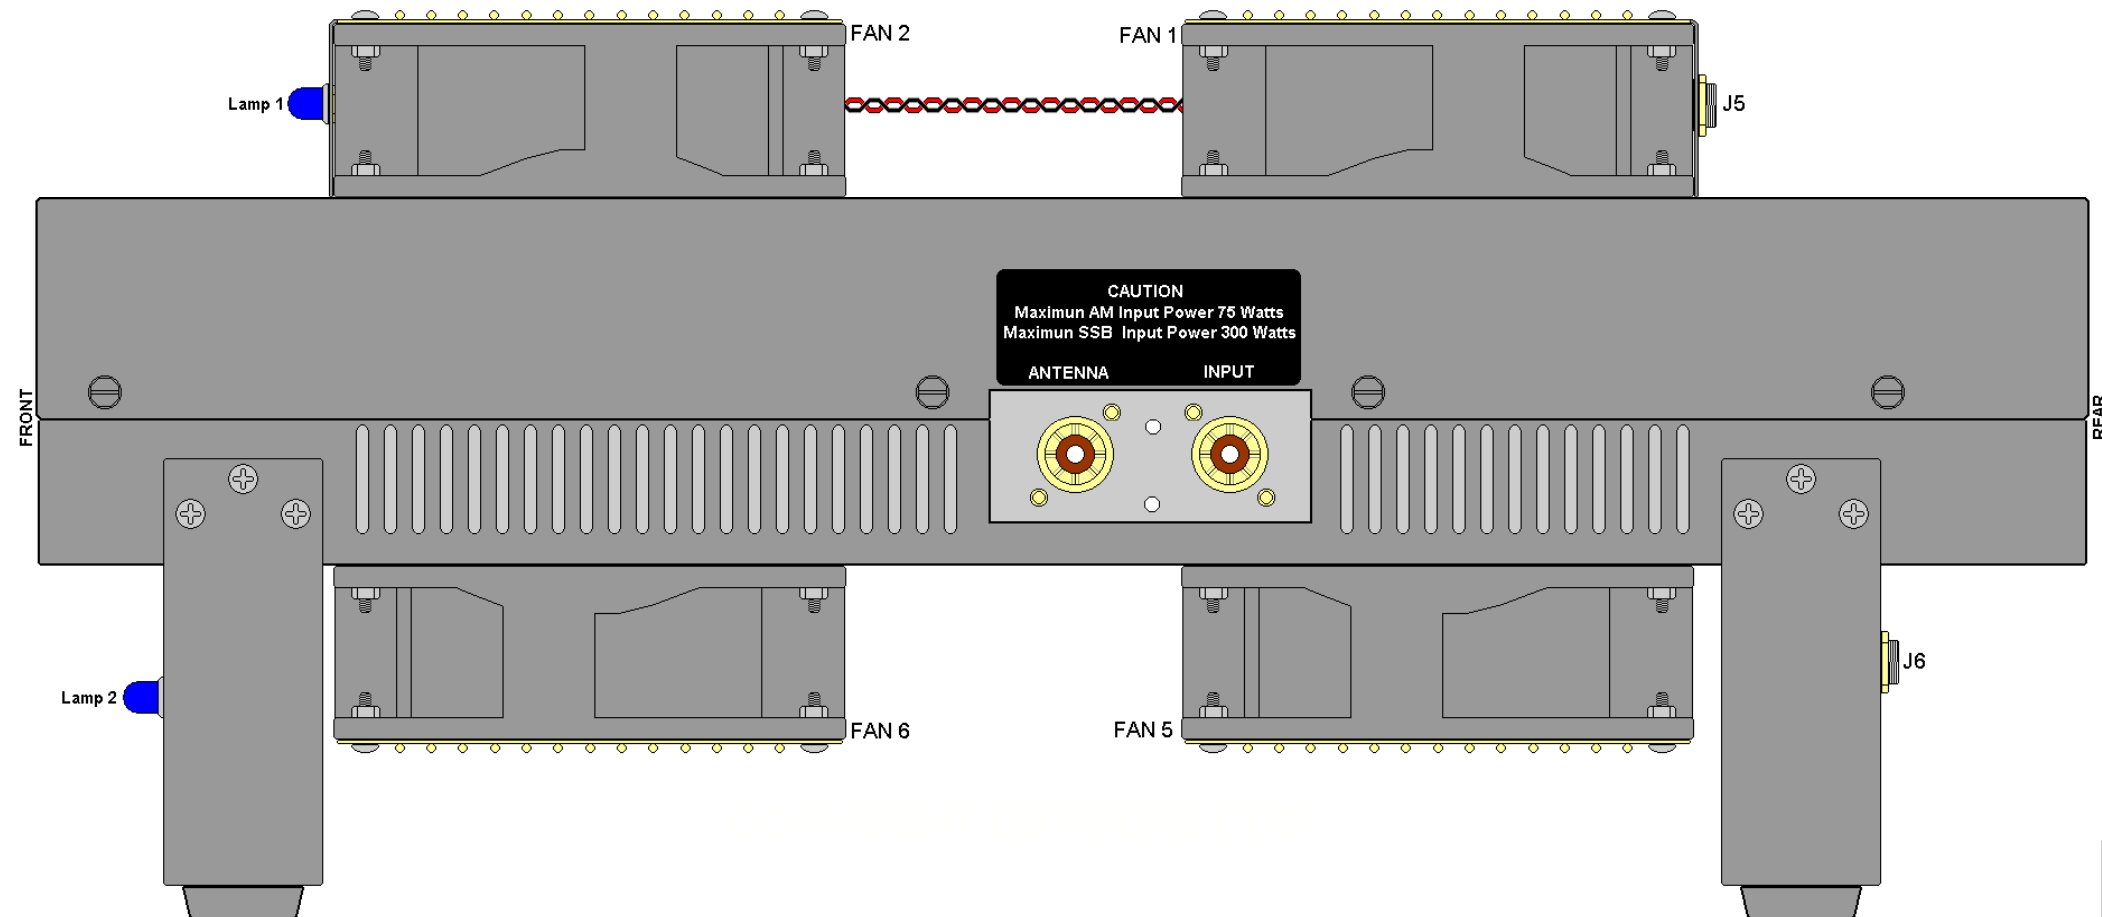 FAN 2
FAN 1
Lamp 1
J5
CAUTION
Maximun AM Input Power 75 Watts
Maximun SSB Input Power 300 Watts
ANTENNA INPUT
FRONT
REAR
Lamp 2
J6
FAN 6
FAN 5